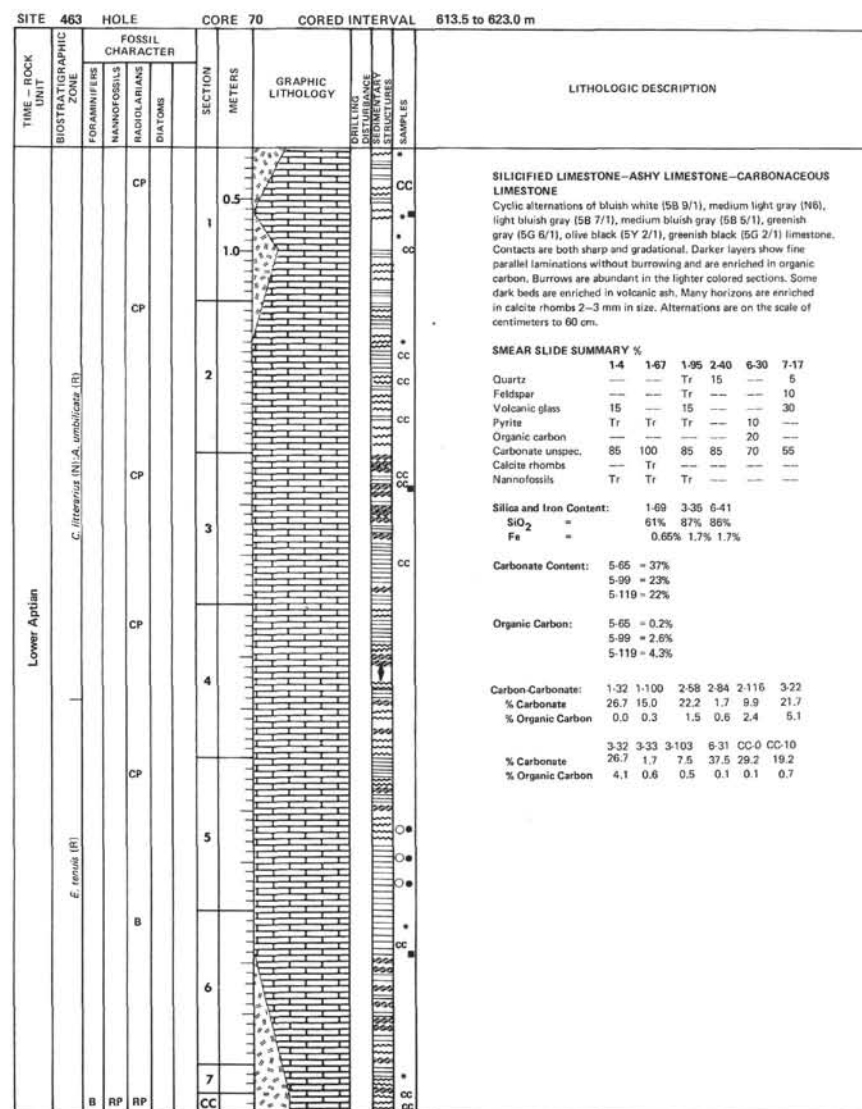 SITE 463 HOLE CORE 70 CORED INTERVAL 613.5 to 623.0 m
TIME – ROCK UNIT
BIOSTRATIGRAPHIC ZONE
FOSSIL CHARACTER
FORAMINIFERS
NANNOFOSSILS
RADIOLARIANS
DIATOMS
SECTION
METERS
GRAPHIC LITHOLOGY
DRILLING DISTURBANCE
SEDIMENTARY STRUCTURES
SAMPLES
LITHOLOGIC DESCRIPTION
Lower Aptian
C. litterarius (N);A. umbilicata (R)
E. tenuis (R)
CP
CP
CP
CP
CP
B
B RP RP
1
0.5
1.0
2
3
4
5
6
7
CC
*
CC
*
*
CC
*
CC
CC
CC
CC
CC
CC
*
CC
*
CC
CC
SILICIFIED LIMESTONE–ASHY LIMESTONE–CARBONACEOUS
LIMESTONE
Cyclic alternations of bluish white (5B 9/1), medium light gray (N6),
light bluish gray (5B 7/1), medium bluish gray (5B 5/1), greenish
gray (5G 6/1), olive black (5Y 2/1), greenish black (5G 2/1) limestone.
Contacts are both sharp and gradational. Darker layers show fine
parallel laminations without burrowing and are enriched in organic
carbon. Burrows are abundant in the lighter colored sections. Some
dark beds are enriched in volcanic ash. Many horizons are enriched
in calcite rhombs 2–3 mm in size. Alternations are on the scale of
centimeters to 60 cm.
SMEAR SLIDE SUMMARY %
1-4 1-67 1-95 2-40 6-30 7-17
Quartz — — Tr 15 — 5
Feldspar — — Tr — — 10
Volcanic glass 15 — 15 — — 30
Pyrite Tr Tr Tr — 10 —
Organic carbon — — — — 20 —
Carbonate unspec. 85 100 85 85 70 55
Calcite rhombs — Tr — — — —
Nannofossils Tr Tr Tr — — —
Silica and Iron Content: 1-69 3-35 6-41
SiO2 = 61% 87% 86%
Fe = 0.65% 1.7% 1.7%
Carbonate Content: 5-65 = 37%
5-99 = 23%
5-119 = 22%
Organic Carbon: 5-65 = 0.2%
5-99 = 2.6%
5-119 = 4.3%
Carbon-Carbonate: 1-32 1-100 2-58 2-84 2-116 3-22
% Carbonate 26.7 15.0 22.2 1.7 9.9 21.7
% Organic Carbon 0.0 0.3 1.5 0.6 2.4 5.1
3-32 3-33 3-103 6-31 CC-0 CC-10
% Carbonate 26.7 1.7 7.5 37.5 29.2 19.2
% Organic Carbon 4.1 0.6 0.5 0.1 0.1 0.7